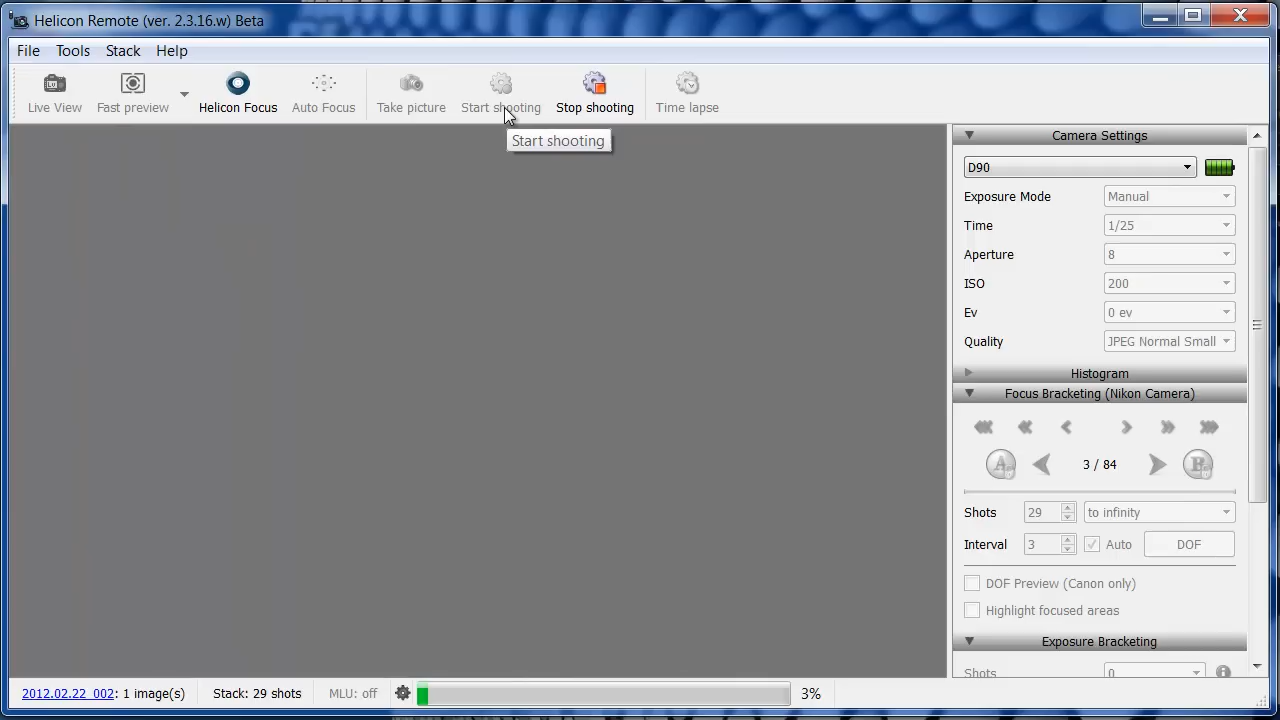 Helicon Remote (ver. 2.3.16.w) Beta
File Tools Stack Help
Live View Fast preview Helicon Focus Auto Focus Take picture Start shooting Stop shooting Time lapse
Start shooting
Camera Settings
D90
Exposure Mode Manual
Time 1/25
Aperture 8
ISO 200
Ev 0 ev
Quality JPEG Normal Small
Histogram
Focus Bracketing (Nikon Camera)
A 3 / 84 B
Shots 29 to infinity
Interval 3 Auto DOF
DOF Preview (Canon only)
Highlight focused areas
Exposure Bracketing
Shots 0
2012.02.22_002: 1 image(s) Stack: 29 shots MLU: off 3%